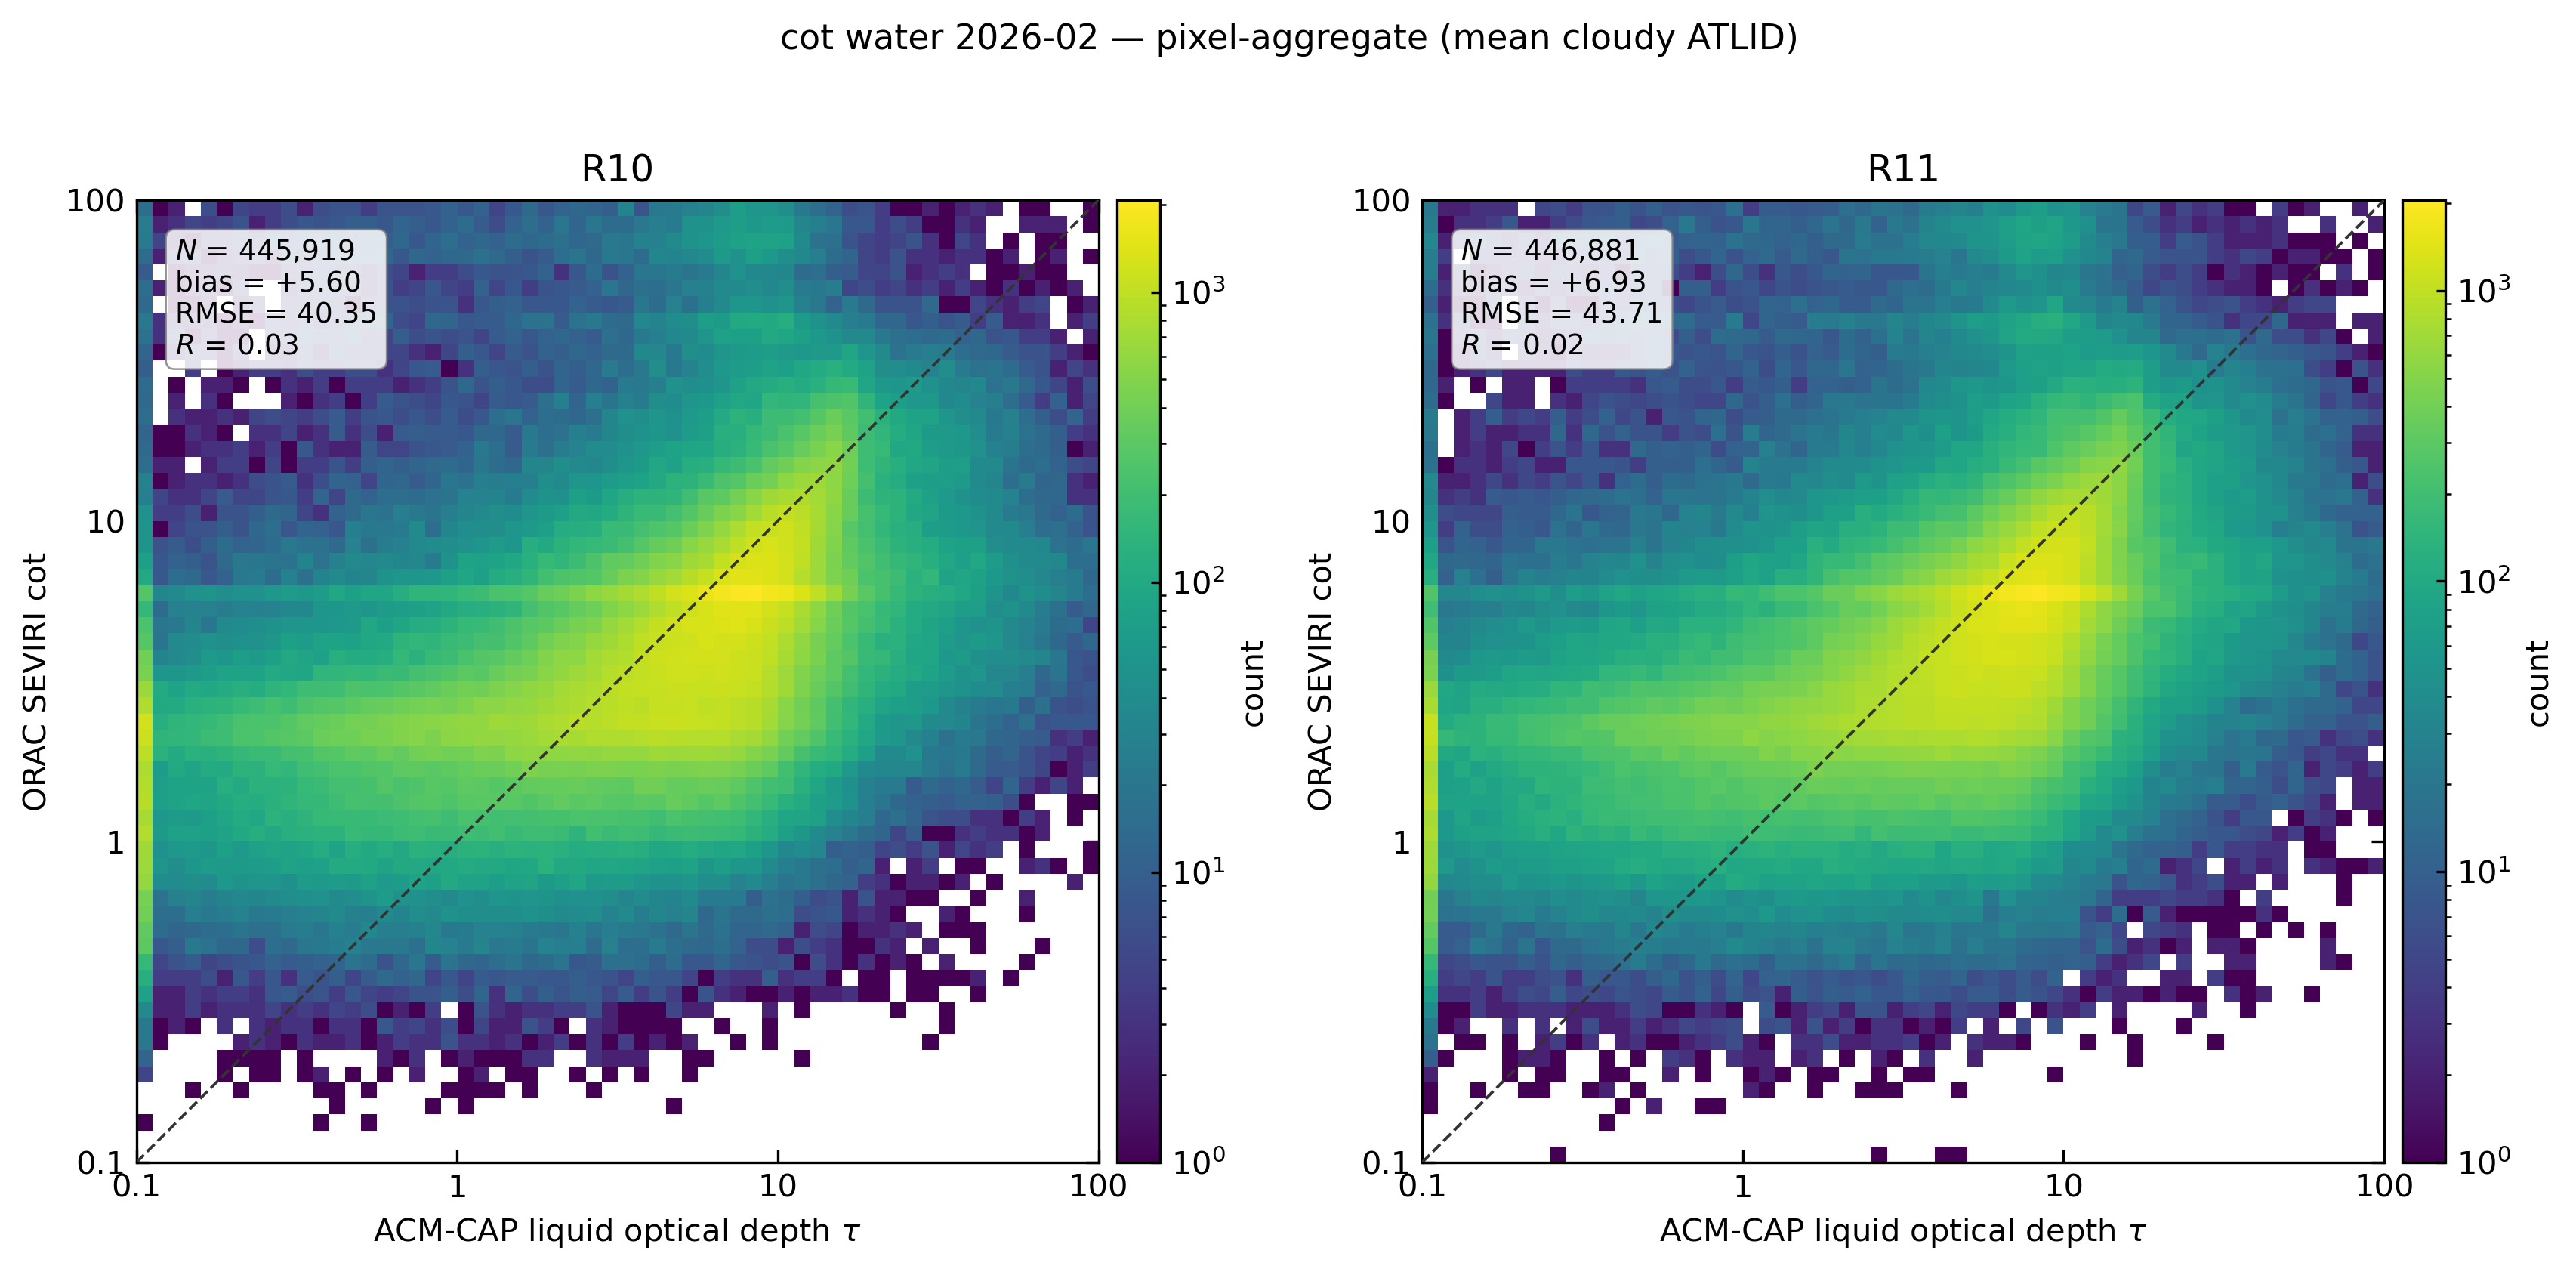 cot water 2026-02 — pixel-aggregate (mean cloudy ATLID)
R10
N = 445,919
bias = +5.60
RMSE = 40.35
R = 0.03
100
10
1
0.1
0.1
1
10
100
ORAC SEVIRI cot
ACM-CAP liquid optical depth τ
10³
10²
10¹
10⁰
count
R11
N = 446,881
bias = +6.93
RMSE = 43.71
R = 0.02
100
10
1
0.1
0.1
1
10
100
ORAC SEVIRI cot
ACM-CAP liquid optical depth τ
10³
10²
10¹
10⁰
count